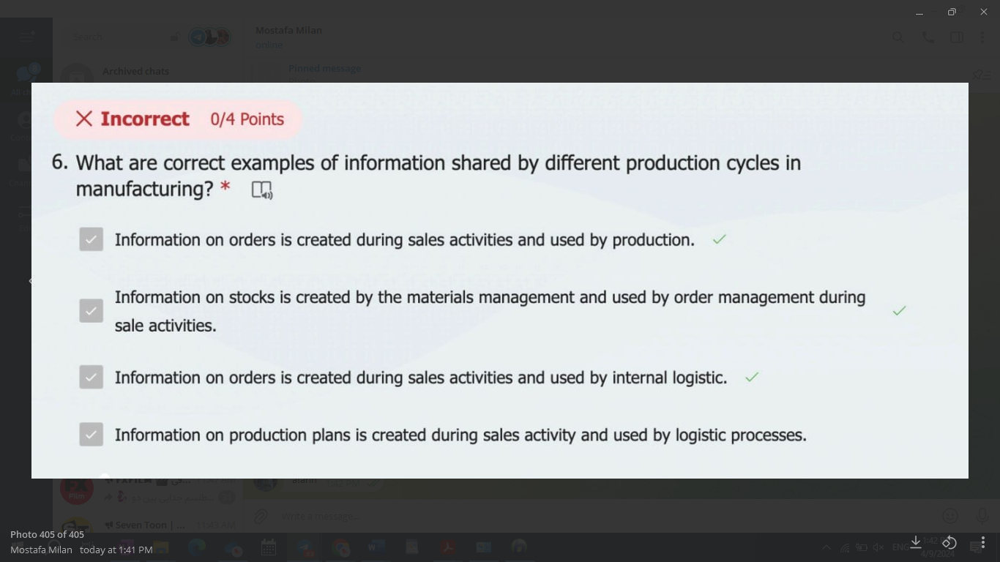 Search
Mostafa Milan
online
Archived chats
Pinned message
Photo
Incorrect 0/4 Points
6. What are correct examples of information shared by different production cycles in
manufacturing? *
Information on orders is created during sales activities and used by production.
Information on stocks is created by the materials management and used by order management during
sale activities.
Information on orders is created during sales activities and used by internal logistic.
Information on production plans is created during sales activity and used by logistic processes.
Film
Seven Toon | ... 11:43 AM
Write a message...
Photo 405 of 405
Mostafa Milan today at 1:41 PM
ENG
4/9/2024